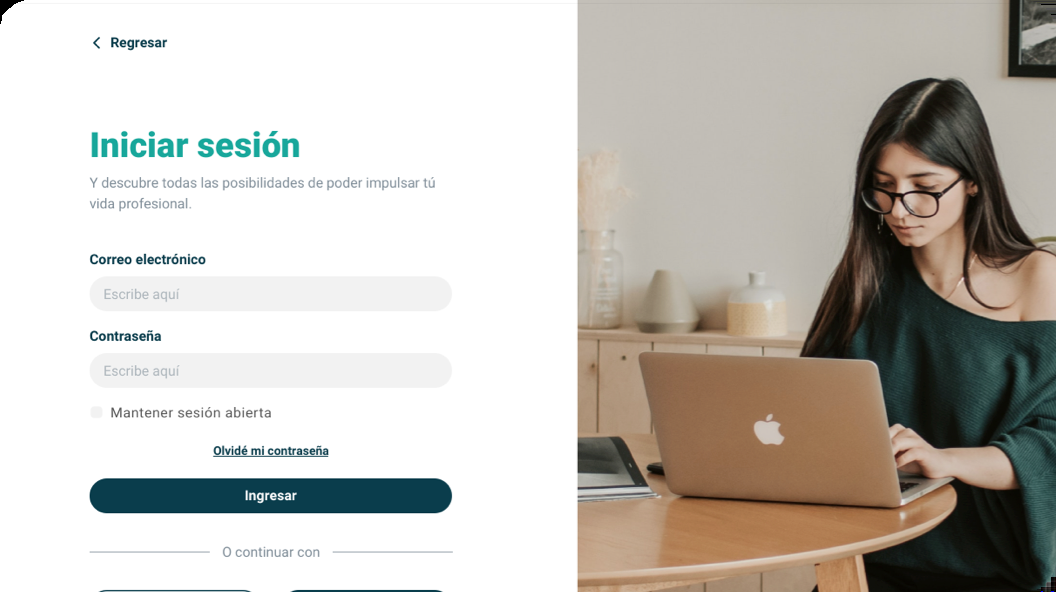 Regresar
Iniciar sesión
Y descubre todas las posibilidades de poder impulsar tú
vida profesional.
Correo electrónico
Escribe aquí
Contraseña
Escribe aquí
Mantener sesión abierta
Olvidé mi contraseña
Ingresar
O continuar con